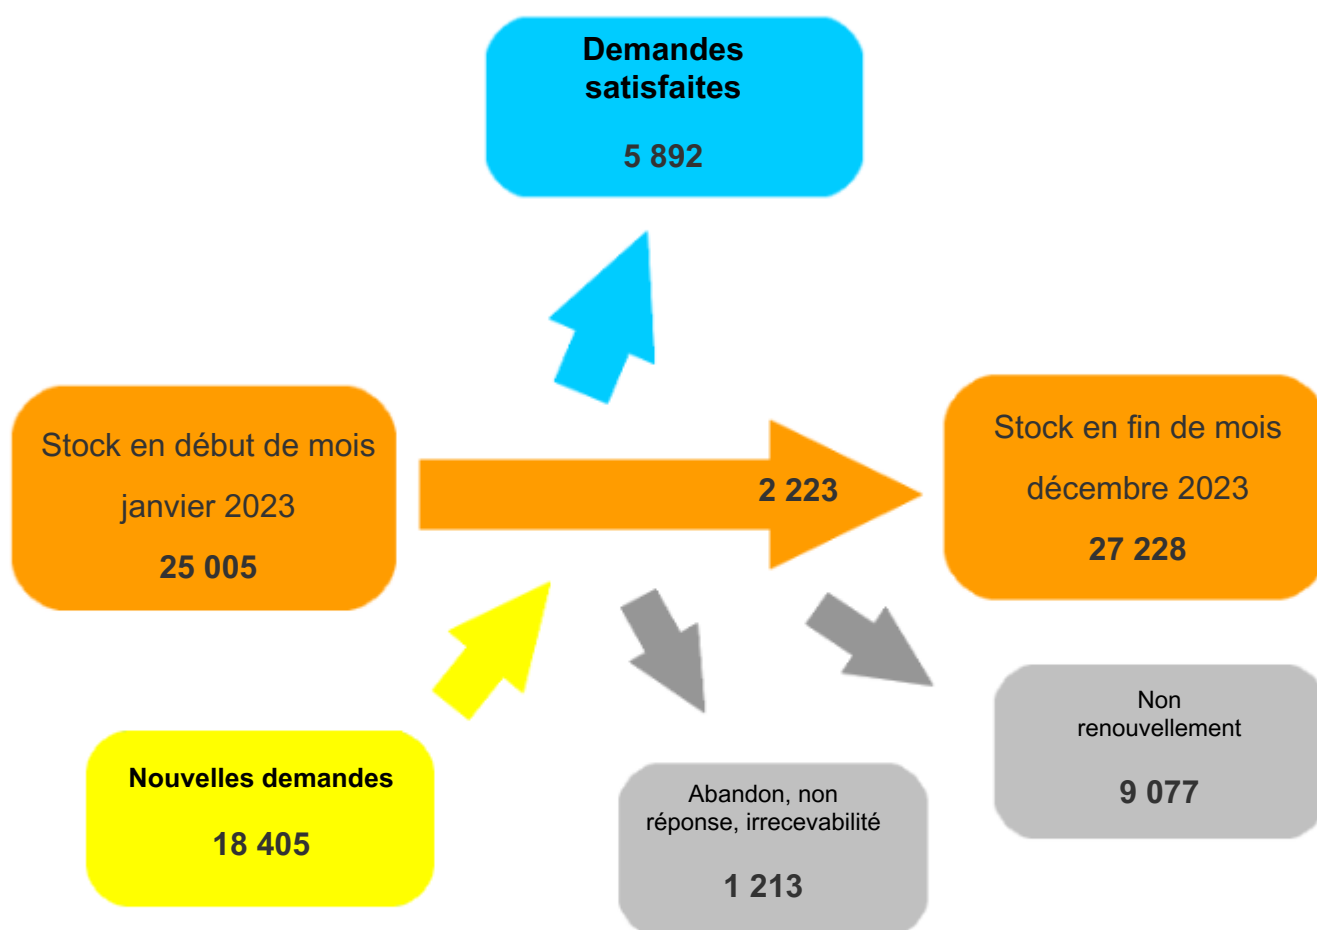 Demandes
satisfaites
5 892
Stock en début de mois
janvier 2023
25 005
2 223
Stock en fin de mois
décembre 2023
27 228
Nouvelles demandes
18 405
Abandon, non
réponse, irrecevabilité
1 213
Non
renouvellement
9 077